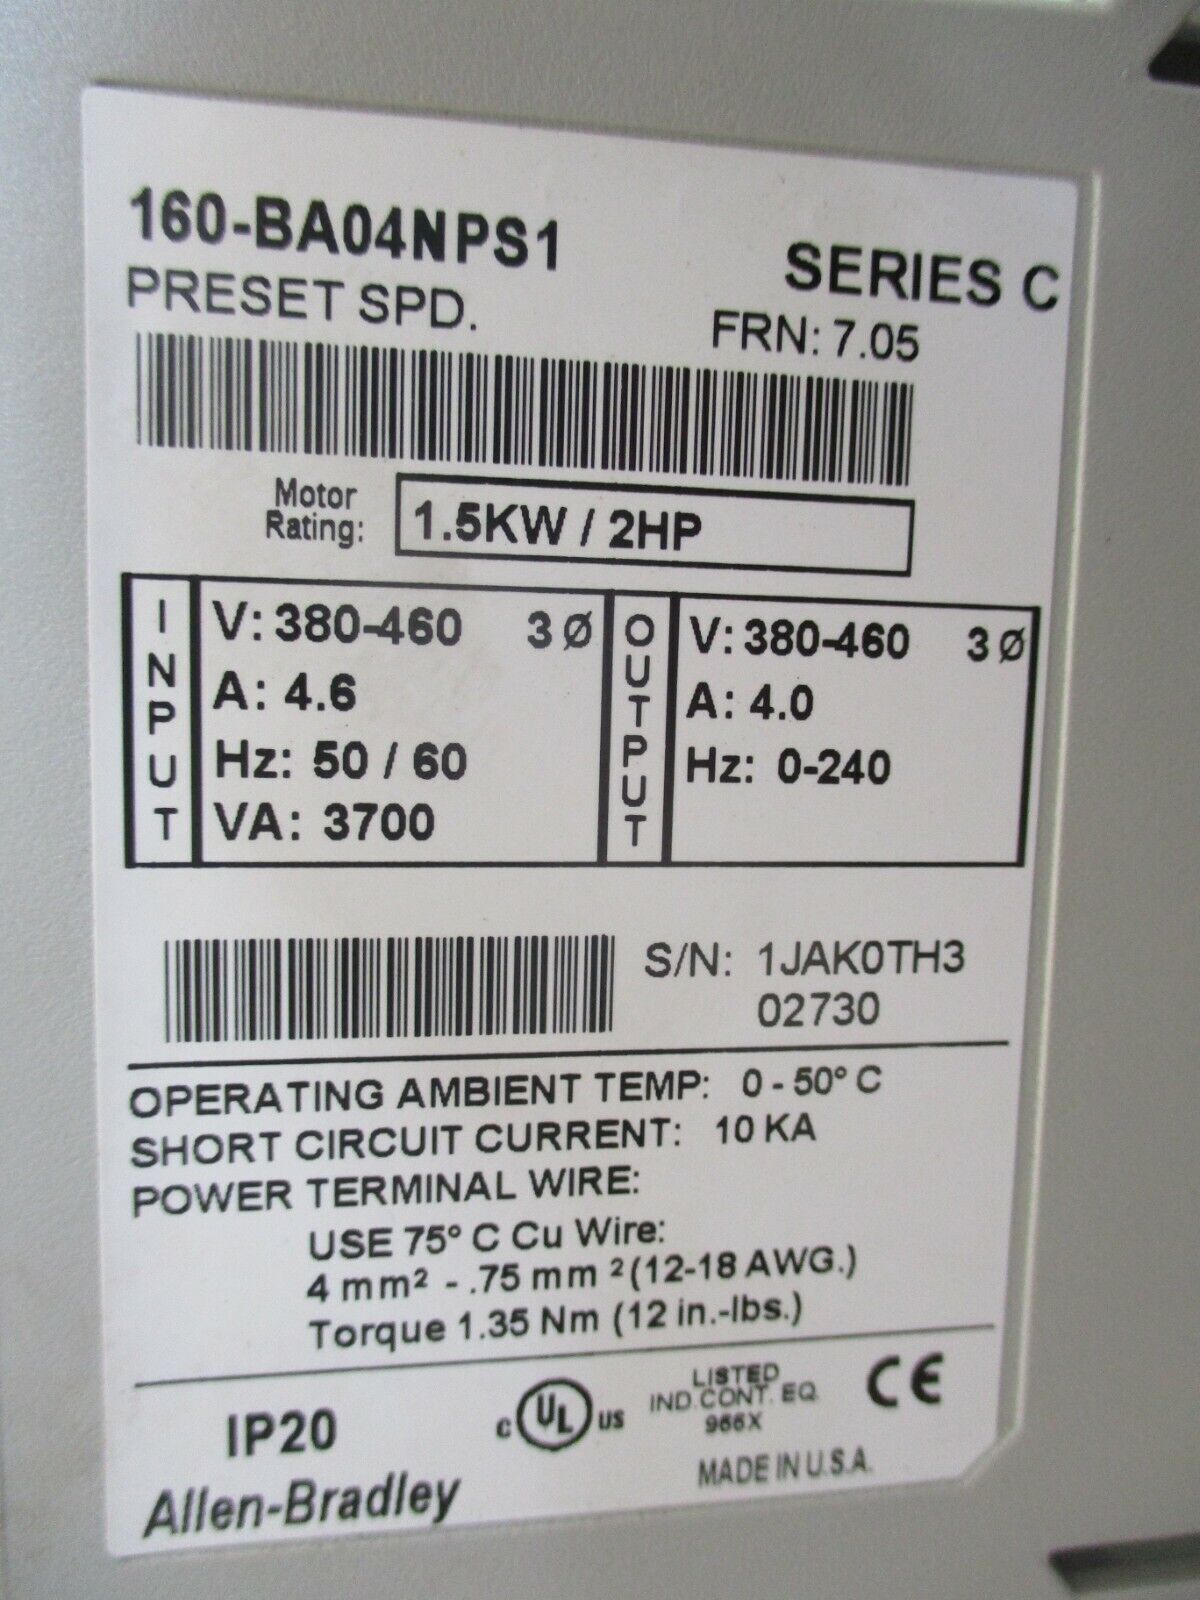 160-BA04NPS1
SERIES C
PRESET SPD.
FRN: 7.05
Motor
Rating:
1.5KW / 2HP
INPUT
V: 380-460 3 Ø
A: 4.6
Hz: 50 / 60
VA: 3700
OUTPUT
V: 380-460 3 Ø
A: 4.0
Hz: 0-240
S/N: 1JAK0TH3
02730
OPERATING AMBIENT TEMP: 0 - 50° C
SHORT CIRCUIT CURRENT: 10 KA
POWER TERMINAL WIRE:
USE 75° C Cu Wire:
4 mm² - .75 mm ² (12-18 AWG.)
Torque 1.35 Nm (12 in.-lbs.)
IP20
c UL us
LISTED
IND. CONT. EQ.
966X
CE
MADE IN U.S.A.
Allen-Bradley